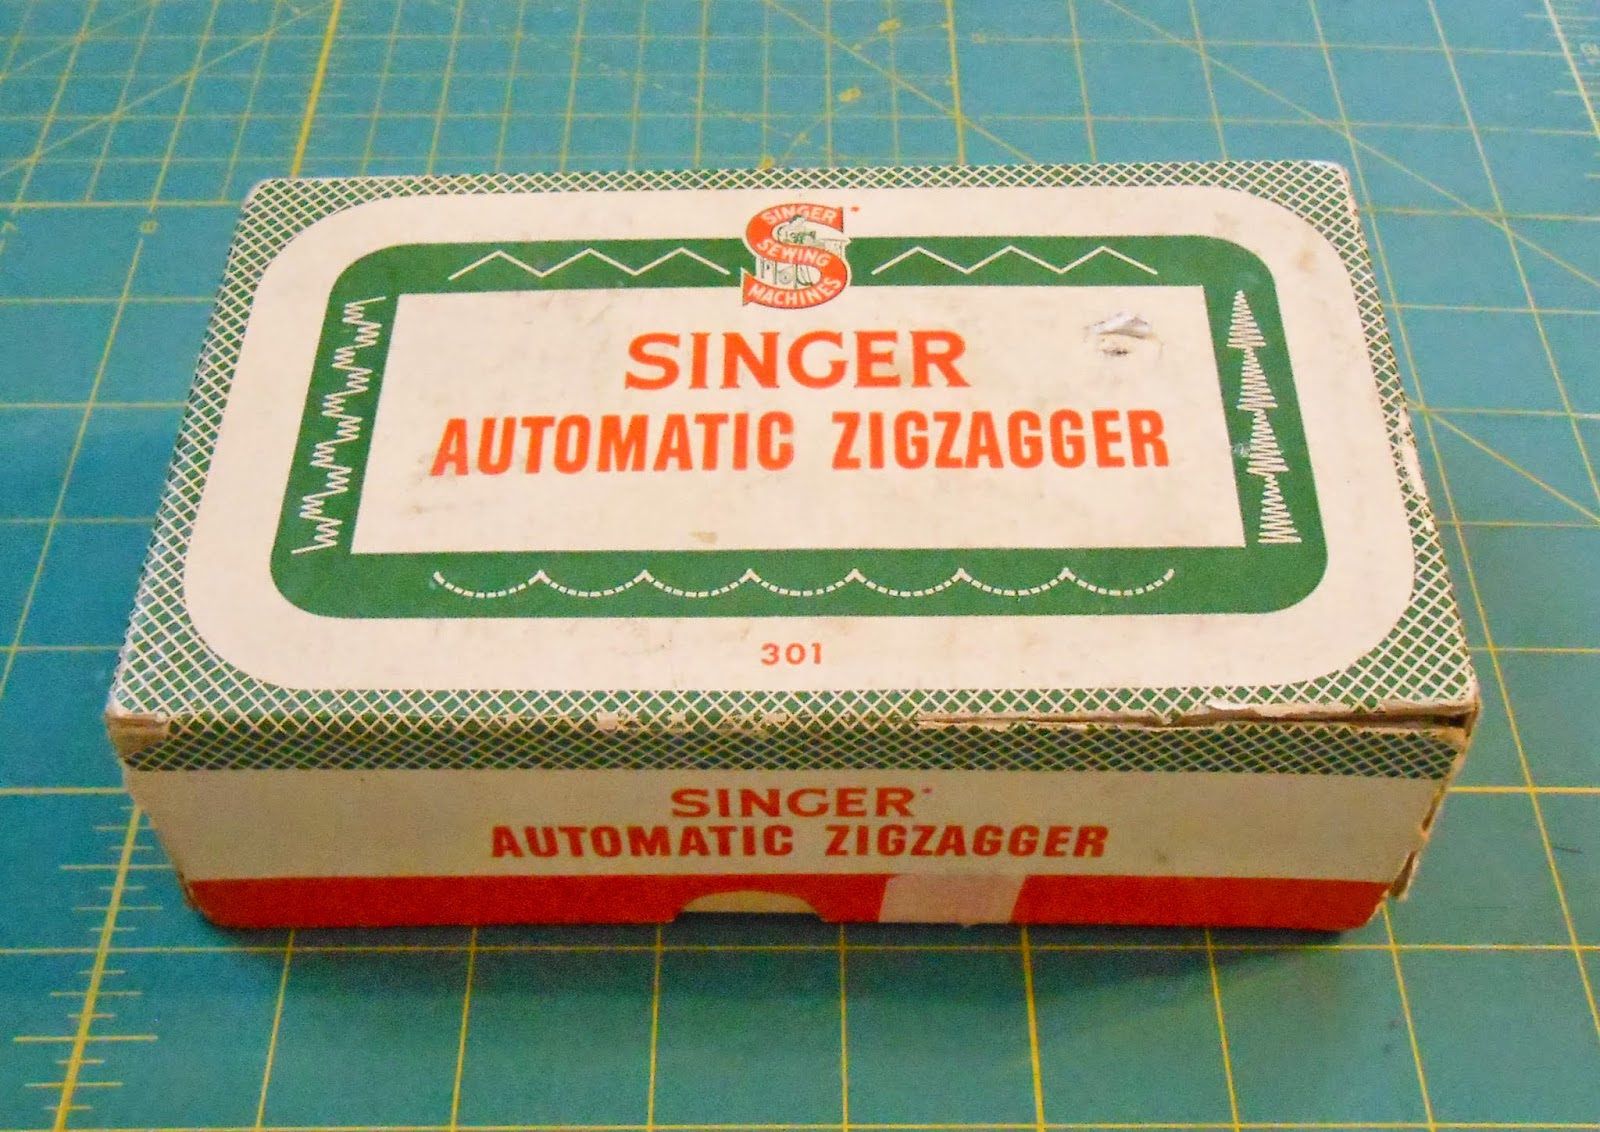 SINGER
SEWING
MACHINES
SINGER
AUTOMATIC ZIGZAGGER
301
SINGER
AUTOMATIC ZIGZAGGER